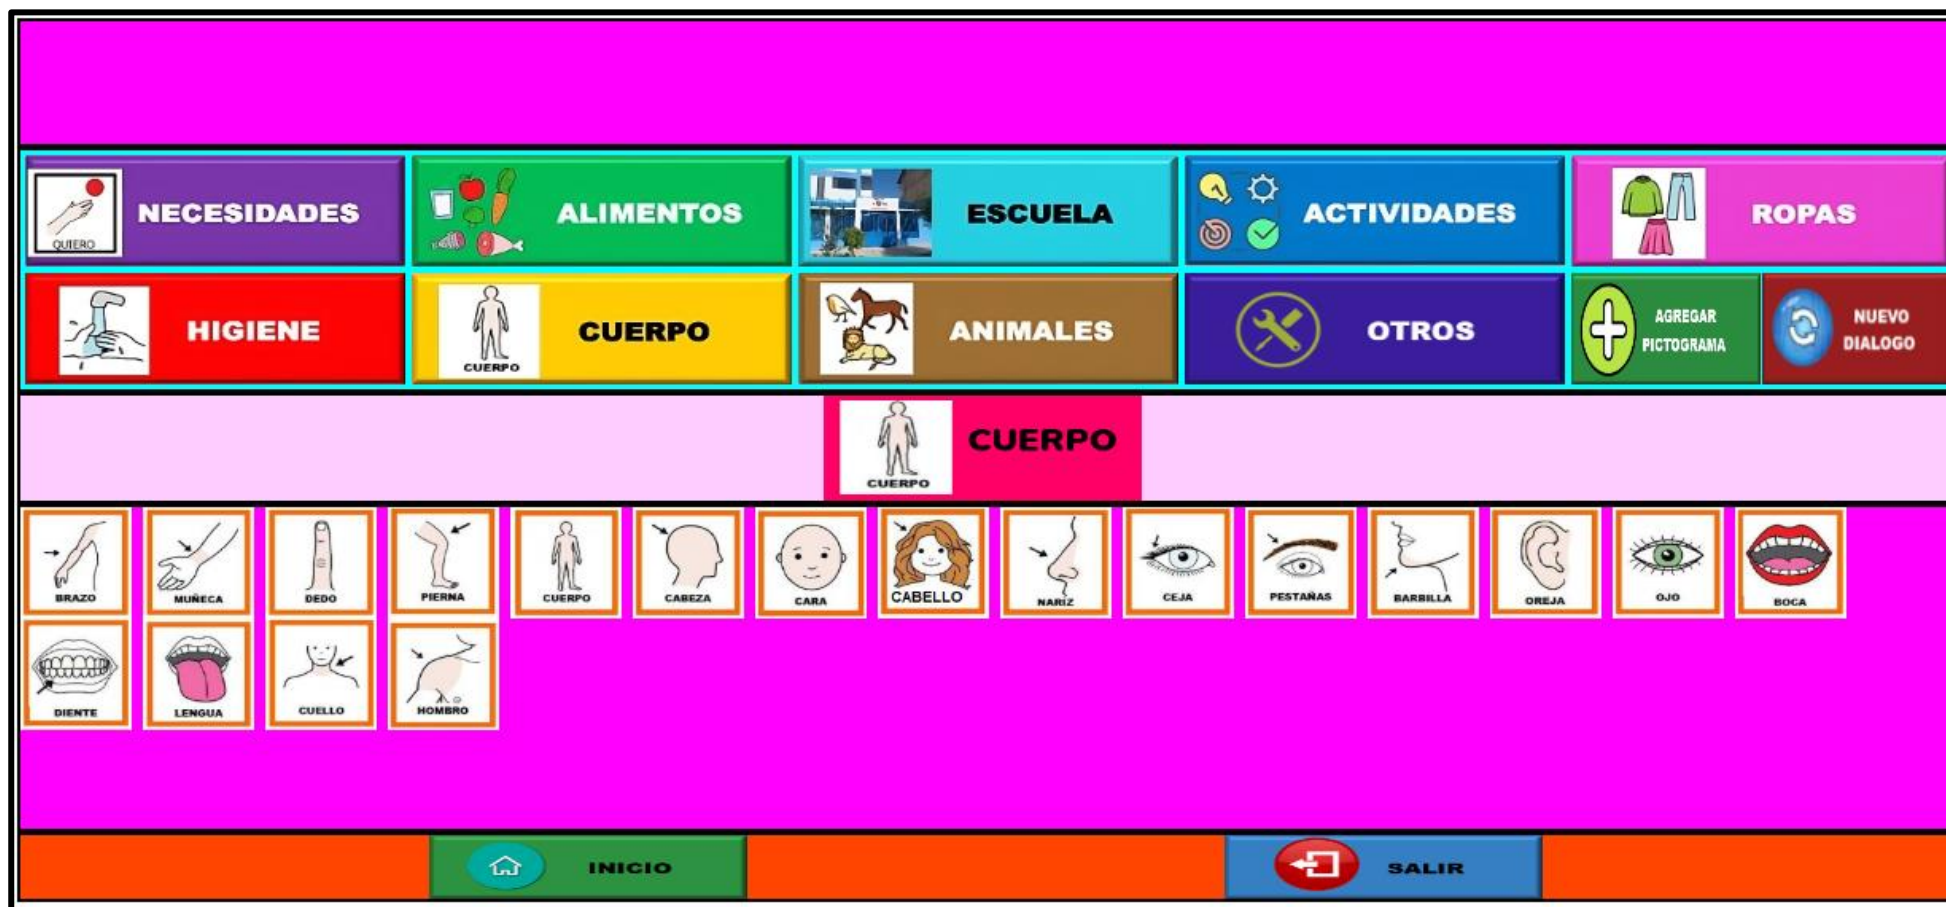 QUIERO
NECESIDADES
ALIMENTOS
ESCUELA
ACTIVIDADES
ROPAS
HIGIENE
CUERPO
CUERPO
ANIMALES
OTROS
AGREGAR
PICTOGRAMA
NUEVO
DIALOGO
CUERPO
CUERPO
BRAZO
MUÑECA
DEDO
PIERNA
CUERPO
CABEZA
CARA
CABELLO
NARIZ
CEJA
PESTAÑAS
BARBILLA
OREJA
OJO
BOCA
DIENTE
LENGUA
CUELLO
HOMBRO
INICIO
SALIR